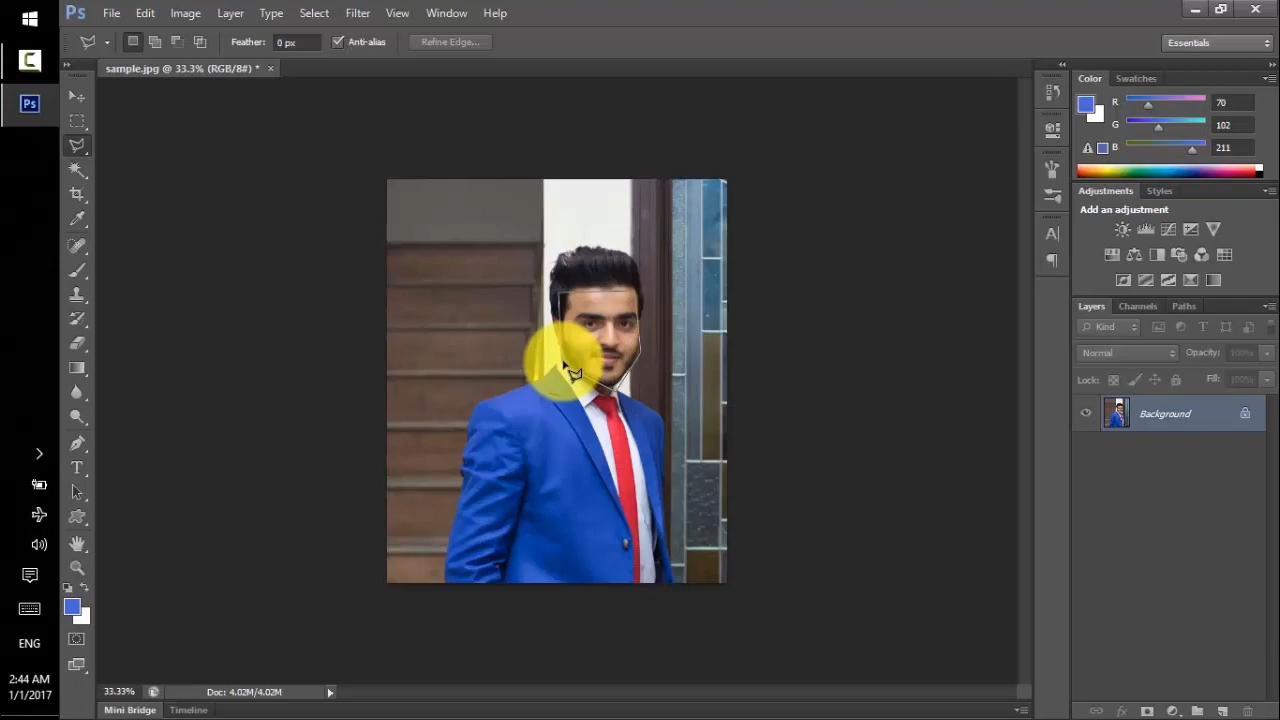 Ps File Edit Image Layer Type Select Filter View Window Help
Feather: 0 px Anti-alias Refine Edge... Essentials
sample.jpg @ 33.3% (RGB/8#) * ×
Color Swatches
R 70
G 102
B 211
Adjustments Styles
Add an adjustment
Layers Channels Paths
Kind
Normal Opacity: 100%
Lock: Fill: 100%
Background
Ps
ENG
2:44 AM
1/1/2017
33.33% Doc: 4.02M/4.02M
Mini Bridge Timeline